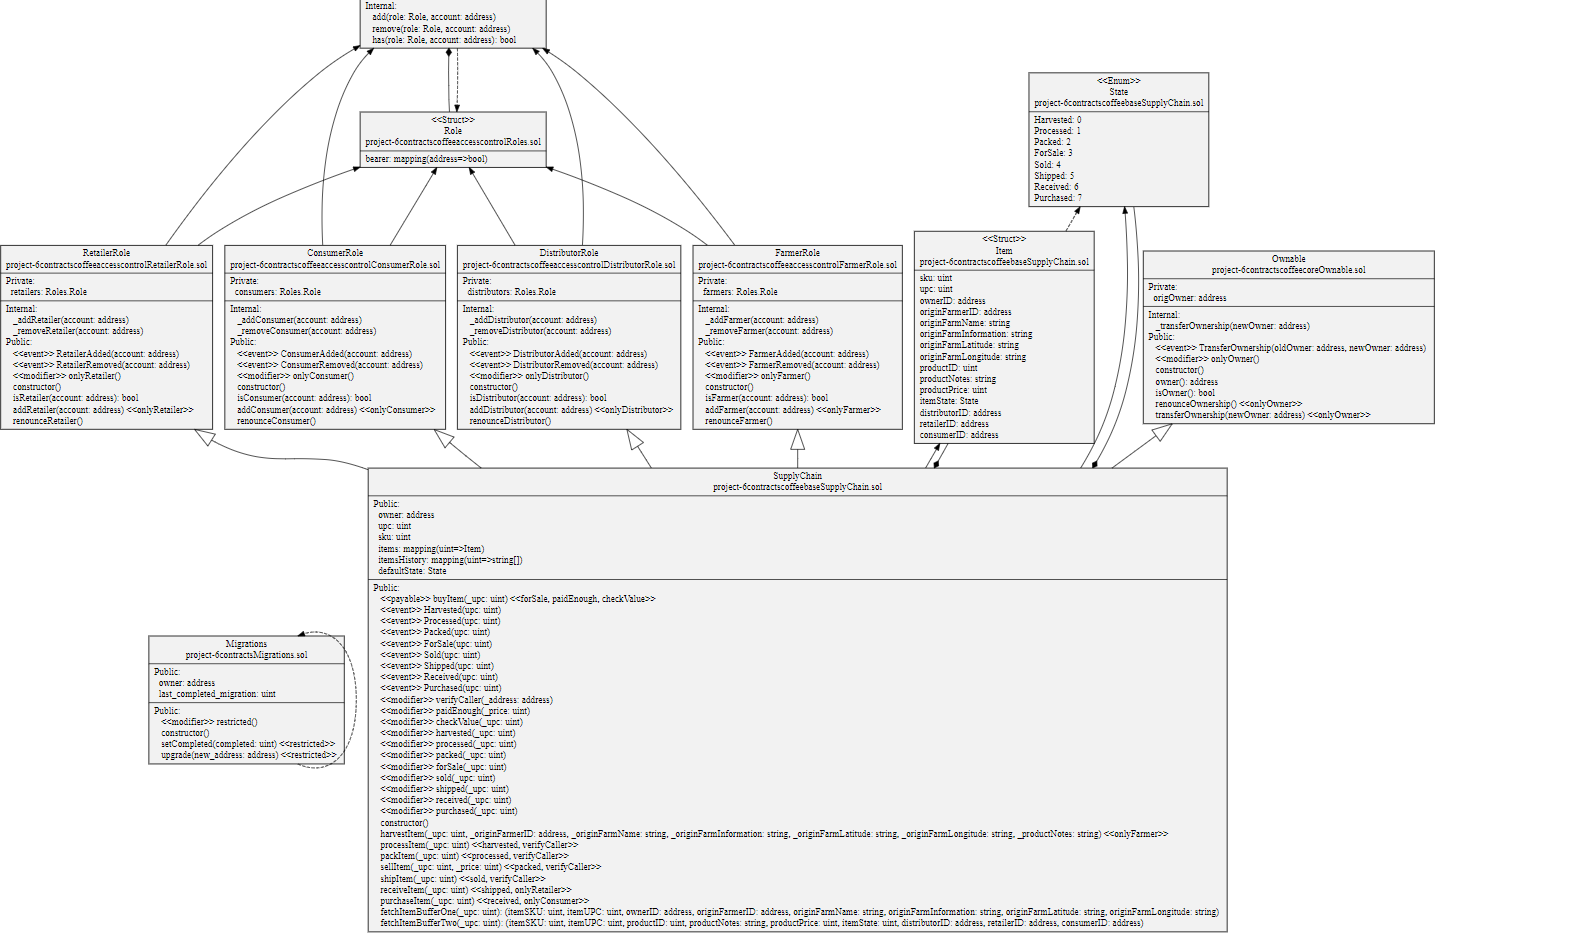 Internal:
add(role: Role, account: address)
remove(role: Role, account: address)
has(role: Role, account: address): bool
<<Struct>>
Role
project-6contractscoffeeaccesscontrolRoles.sol
bearer: mapping(address=>bool)
<<Enum>>
State
project-6contractscoffeebaseSupplyChain.sol
Harvested: 0
Processed: 1
Packed: 2
ForSale: 3
Sold: 4
Shipped: 5
Received: 6
Purchased: 7
RetailerRole
project-6contractscoffeeaccesscontrolRetailerRole.sol
Private:
retailers: Roles.Role
Internal:
_addRetailer(account: address)
_removeRetailer(account: address)
Public:
<<event>> RetailerAdded(account: address)
<<event>> RetailerRemoved(account: address)
<<modifier>> onlyRetailer()
constructor()
isRetailer(account: address): bool
addRetailer(account: address) <<onlyRetailer>>
renounceRetailer()
ConsumerRole
project-6contractscoffeeaccesscontrolConsumerRole.sol
Private:
consumers: Roles.Role
Internal:
_addConsumer(account: address)
_removeConsumer(account: address)
Public:
<<event>> ConsumerAdded(account: address)
<<event>> ConsumerRemoved(account: address)
<<modifier>> onlyConsumer()
constructor()
isConsumer(account: address): bool
addConsumer(account: address) <<onlyConsumer>>
renounceConsumer()
DistributorRole
project-6contractscoffeeaccesscontrolDistributorRole.sol
Private:
distributors: Roles.Role
Internal:
_addDistributor(account: address)
_removeDistributor(account: address)
Public:
<<event>> DistributorAdded(account: address)
<<event>> DistributorRemoved(account: address)
<<modifier>> onlyDistributor()
constructor()
isDistributor(account: address): bool
addDistributor(account: address) <<onlyDistributor>>
renounceDistributor()
FarmerRole
project-6contractscoffeeaccesscontrolFarmerRole.sol
Private:
farmers: Roles.Role
Internal:
_addFarmer(account: address)
_removeFarmer(account: address)
Public:
<<event>> FarmerAdded(account: address)
<<event>> FarmerRemoved(account: address)
<<modifier>> onlyFarmer()
constructor()
isFarmer(account: address): bool
addFarmer(account: address) <<onlyFarmer>>
renounceFarmer()
<<Struct>>
Item
project-6contractscoffeebaseSupplyChain.sol
sku: uint
upc: uint
ownerID: address
originFarmerID: address
originFarmName: string
originFarmInformation: string
originFarmLatitude: string
originFarmLongitude: string
productID: uint
productNotes: string
productPrice: uint
itemState: State
distributorID: address
retailerID: address
consumerID: address
Ownable
project-6contractscoffeecoreOwnable.sol
Private:
origOwner: address
Internal:
_transferOwnership(newOwner: address)
Public:
<<event>> TransferOwnership(oldOwner: address, newOwner: address)
<<modifier>> onlyOwner()
constructor()
owner(): address
isOwner(): bool
renounceOwnership() <<onlyOwner>>
transferOwnership(newOwner: address) <<onlyOwner>>
SupplyChain
project-6contractscoffeebaseSupplyChain.sol
Public:
owner: address
upc: uint
sku: uint
items: mapping(uint=>Item)
itemsHistory: mapping(uint=>string[])
defaultState: State
Public:
<<payable>> buyItem(_upc: uint) <<forSale, paidEnough, checkValue>>
<<event>> Harvested(upc: uint)
<<event>> Processed(upc: uint)
<<event>> Packed(upc: uint)
<<event>> ForSale(upc: uint)
<<event>> Sold(upc: uint)
<<event>> Shipped(upc: uint)
<<event>> Received(upc: uint)
<<event>> Purchased(upc: uint)
<<modifier>> verifyCaller(_address: address)
<<modifier>> paidEnough(_price: uint)
<<modifier>> checkValue(_upc: uint)
<<modifier>> harvested(_upc: uint)
<<modifier>> processed(_upc: uint)
<<modifier>> packed(_upc: uint)
<<modifier>> forSale(_upc: uint)
<<modifier>> sold(_upc: uint)
<<modifier>> shipped(_upc: uint)
<<modifier>> received(_upc: uint)
<<modifier>> purchased(_upc: uint)
constructor()
harvestItem(_upc: uint, _originFarmerID: address, _originFarmName: string, _originFarmInformation: string, _originFarmLatitude: string, _originFarmLongitude: string, _productNotes: string) <<onlyFarmer>>
processItem(_upc: uint) <<harvested, verifyCaller>>
packItem(_upc: uint) <<processed, verifyCaller>>
sellItem(_upc: uint, _price: uint) <<packed, verifyCaller>>
shipItem(_upc: uint) <<sold, verifyCaller>>
receiveItem(_upc: uint) <<shipped, onlyRetailer>>
purchaseItem(_upc: uint) <<received, onlyConsumer>>
fetchItemBufferOne(_upc: uint): (itemSKU: uint, itemUPC: uint, ownerID: address, originFarmerID: address, originFarmName: string, originFarmInformation: string, originFarmLatitude: string, originFarmLongitude: string)
fetchItemBufferTwo(_upc: uint): (itemSKU: uint, itemUPC: uint, productID: uint, productNotes: string, productPrice: uint, itemState: uint, distributorID: address, retailerID: address, consumerID: address)
Migrations
project-6contractsMigrations.sol
Public:
owner: address
last_completed_migration: uint
Public:
<<modifier>> restricted()
constructor()
setCompleted(completed: uint) <<restricted>>
upgrade(new_address: address) <<restricted>>